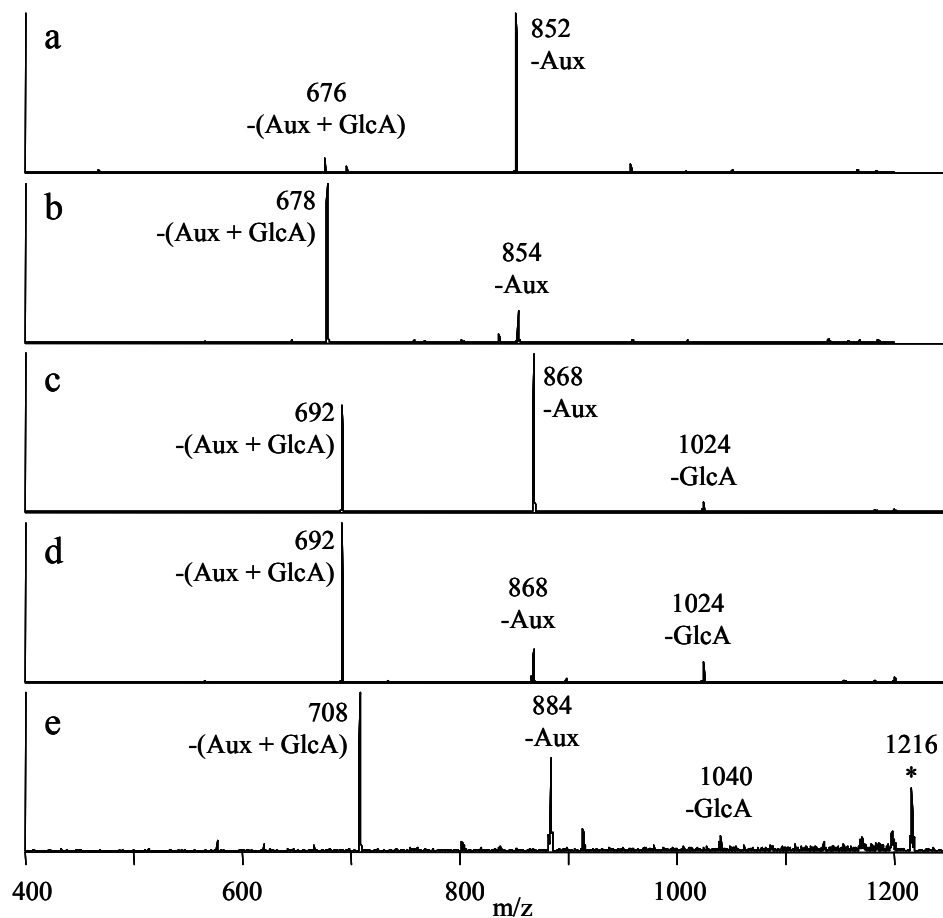 a
852
-Aux
676
-(Aux + GlcA)
b
678
-(Aux + GlcA)
854
-Aux
c
868
-Aux
692
-(Aux + GlcA)
1024
-GlcA
d
692
-(Aux + GlcA)
868
-Aux
1024
-GlcA
e
708
-(Aux + GlcA)
884
-Aux
1040
-GlcA
1216
*
400 600 800 1000 1200
m/z